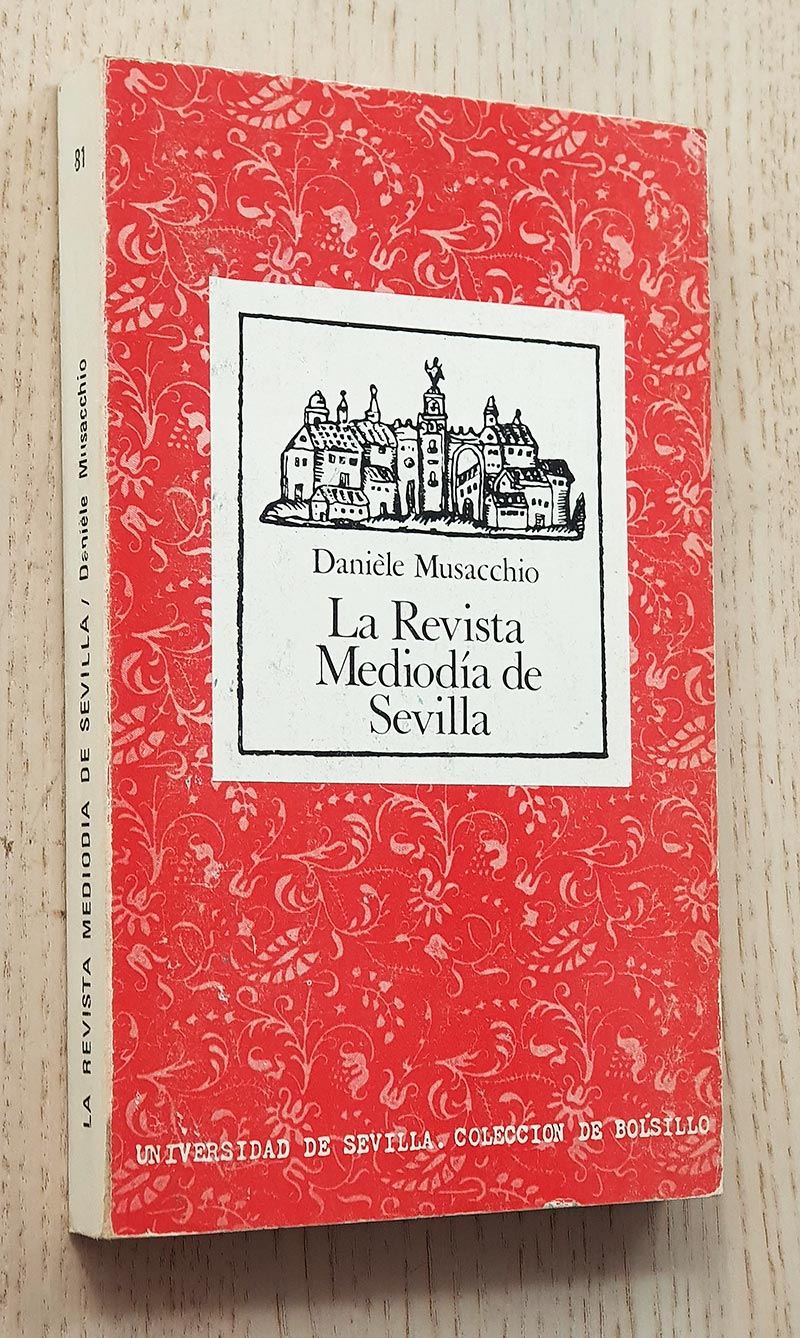 81
LA REVISTA MEDIODIA DE SEVILLA / Danièle Musacchio
Danièle Musacchio
La Revista
Mediodía de
Sevilla
UNIVERSIDAD DE SEVILLA. COLECCION DE BOLSILLO